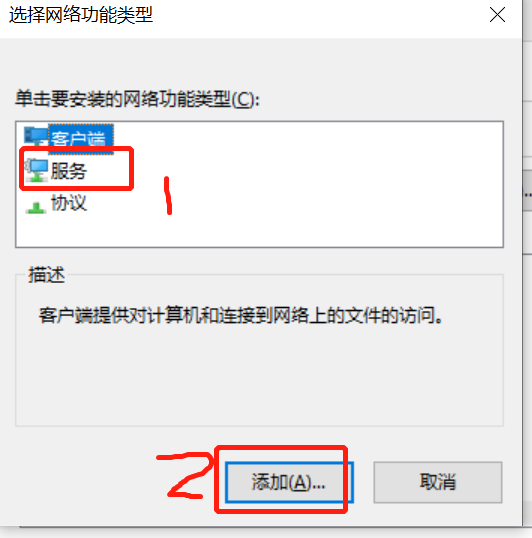 选择网络功能类型
单击要安装的网络功能类型(C):
客户端
服务
1
协议
描述
客户端提供对计算机和连接到网络上的文件的访问。
2
添加(A)...
取消